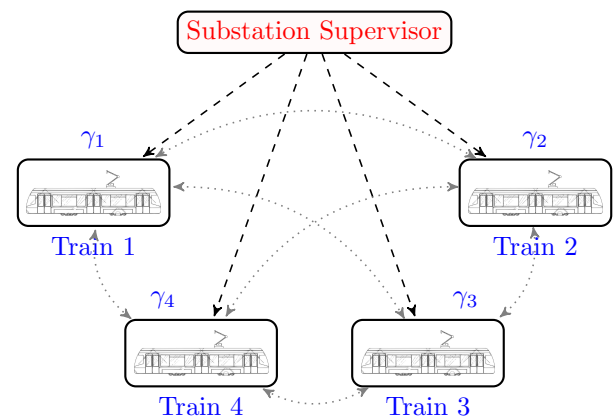 Substation Supervisor
γ₁
γ₂
Train 1
Train 2
γ₄
γ₃
Train 4
Train 3